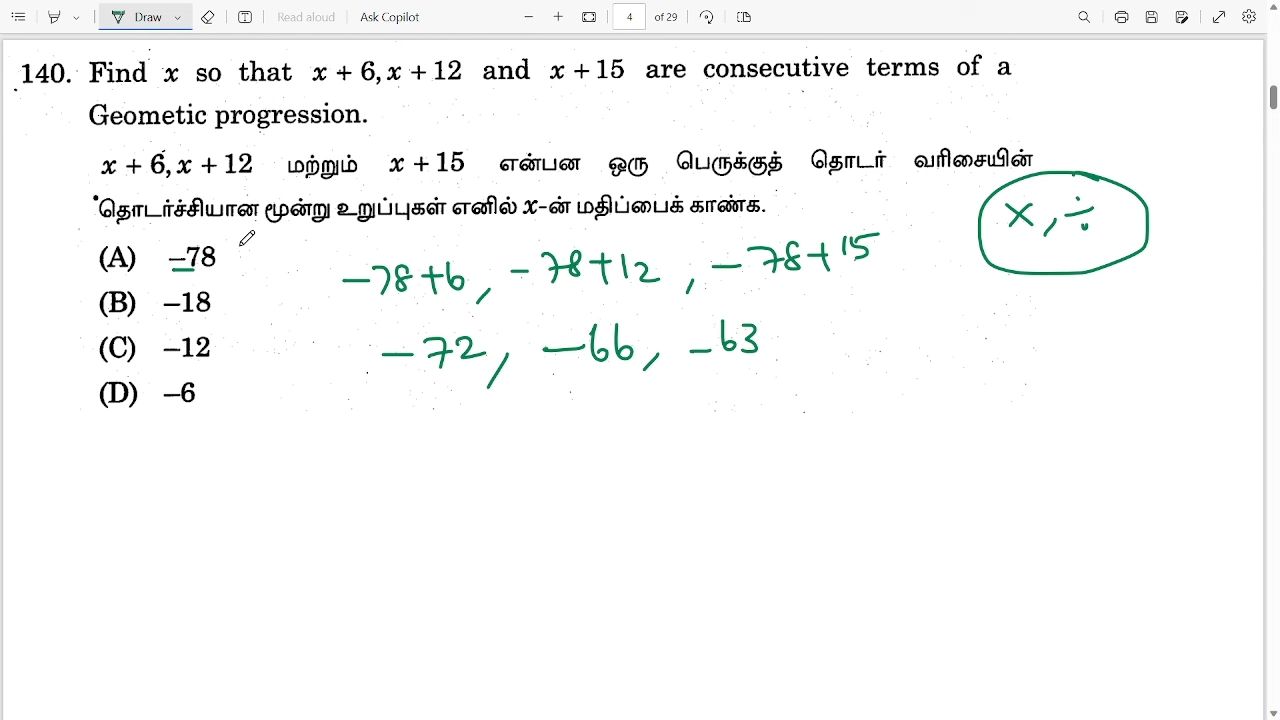 Draw Read aloud Ask Copilot 4 of 29
140. Find x so that x + 6, x + 12 and x + 15 are consecutive terms of a
Geometic progression.
x + 6, x + 12 மற்றும் x + 15 என்பன ஒரு பெருக்குத் தொடர் வரிசையின்
தொடர்ச்சியான மூன்று உறுப்புகள் எனில் x-ன் மதிப்பைக் காண்க.
x, ÷
(A) –78
-78+6, -78+12, -78+15
(B) –18
(C) –12
-72, -66, -63
(D) –6